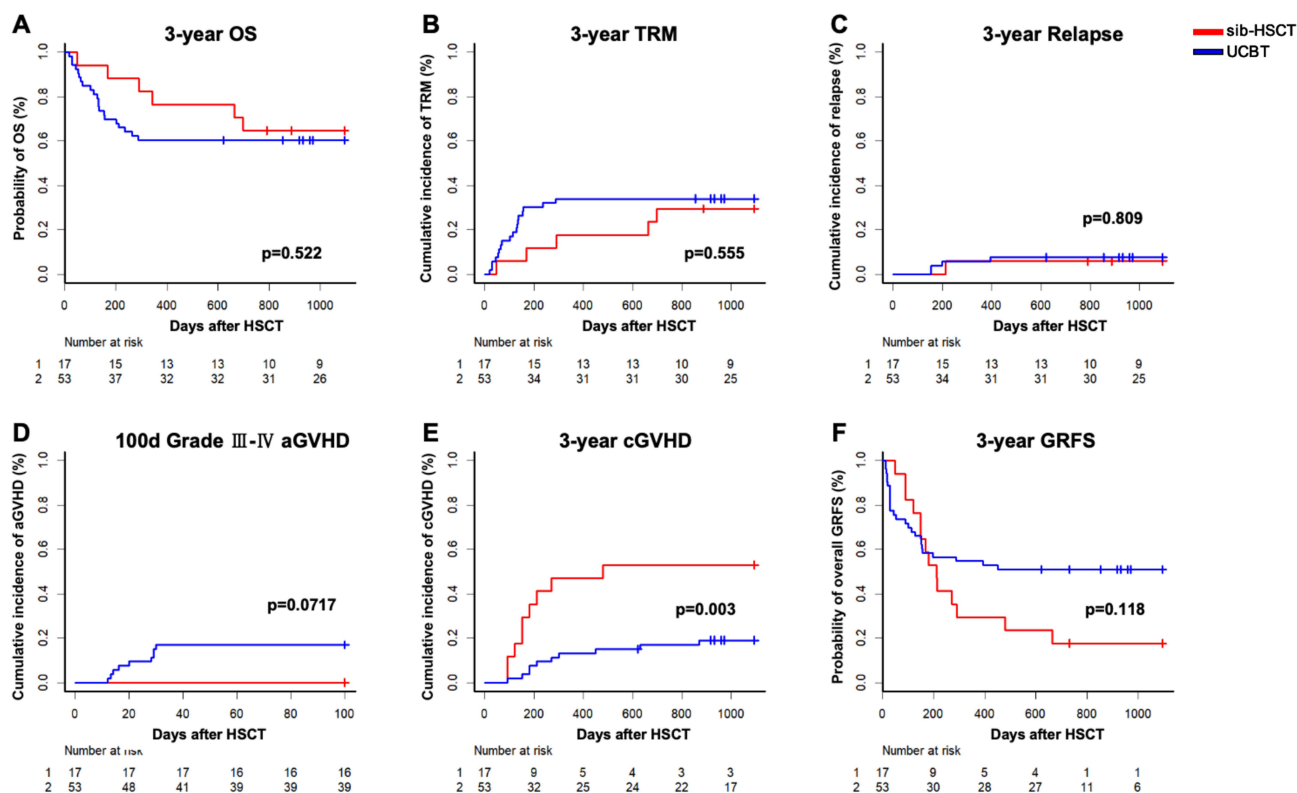 A 3-year OS
Probability of OS (%)
1.0
0.8
0.6
0.4
0.2
0.0
p=0.522
0 200 400 600 800 1000
Days after HSCT
Number at risk
1 17 15 13 13 10 9
2 53 37 32 32 31 26
B 3-year TRM
Cumulative incidence of TRM (%)
1.0
0.8
0.6
0.4
0.2
0.0
p=0.555
0 200 400 600 800 1000
Days after HSCT
Number at risk
1 17 15 13 13 10 9
2 53 34 31 31 30 25
C 3-year Relapse
Cumulative incidence of relapse (%)
1.0
0.8
0.6
0.4
0.2
0.0
p=0.809
0 200 400 600 800 1000
Days after HSCT
Number at risk
1 17 15 13 13 10 9
2 53 34 31 31 30 25
sib-HSCT
UCBT
D 100d Grade Ⅲ-Ⅳ aGVHD
Cumulative incidence of aGVHD (%)
1.0
0.8
0.6
0.4
0.2
0.0
p=0.0717
0 20 40 60 80 100
Days after HSCT
Number at risk
1 17 17 17 16 16 16
2 53 48 41 39 39 39
E 3-year cGVHD
Cumulative incidence of cGVHD (%)
1.0
0.8
0.6
0.4
0.2
0.0
p=0.003
0 200 400 600 800 1000
Days after HSCT
Number at risk
1 17 9 5 4 3 3
2 53 32 25 24 22 17
F 3-year GRFS
Probability of overall GRFS (%)
1.0
0.8
0.6
0.4
0.2
0.0
p=0.118
0 200 400 600 800 1000
Days after HSCT
Number at risk
1 17 9 5 4 1 1
2 53 30 28 27 11 6